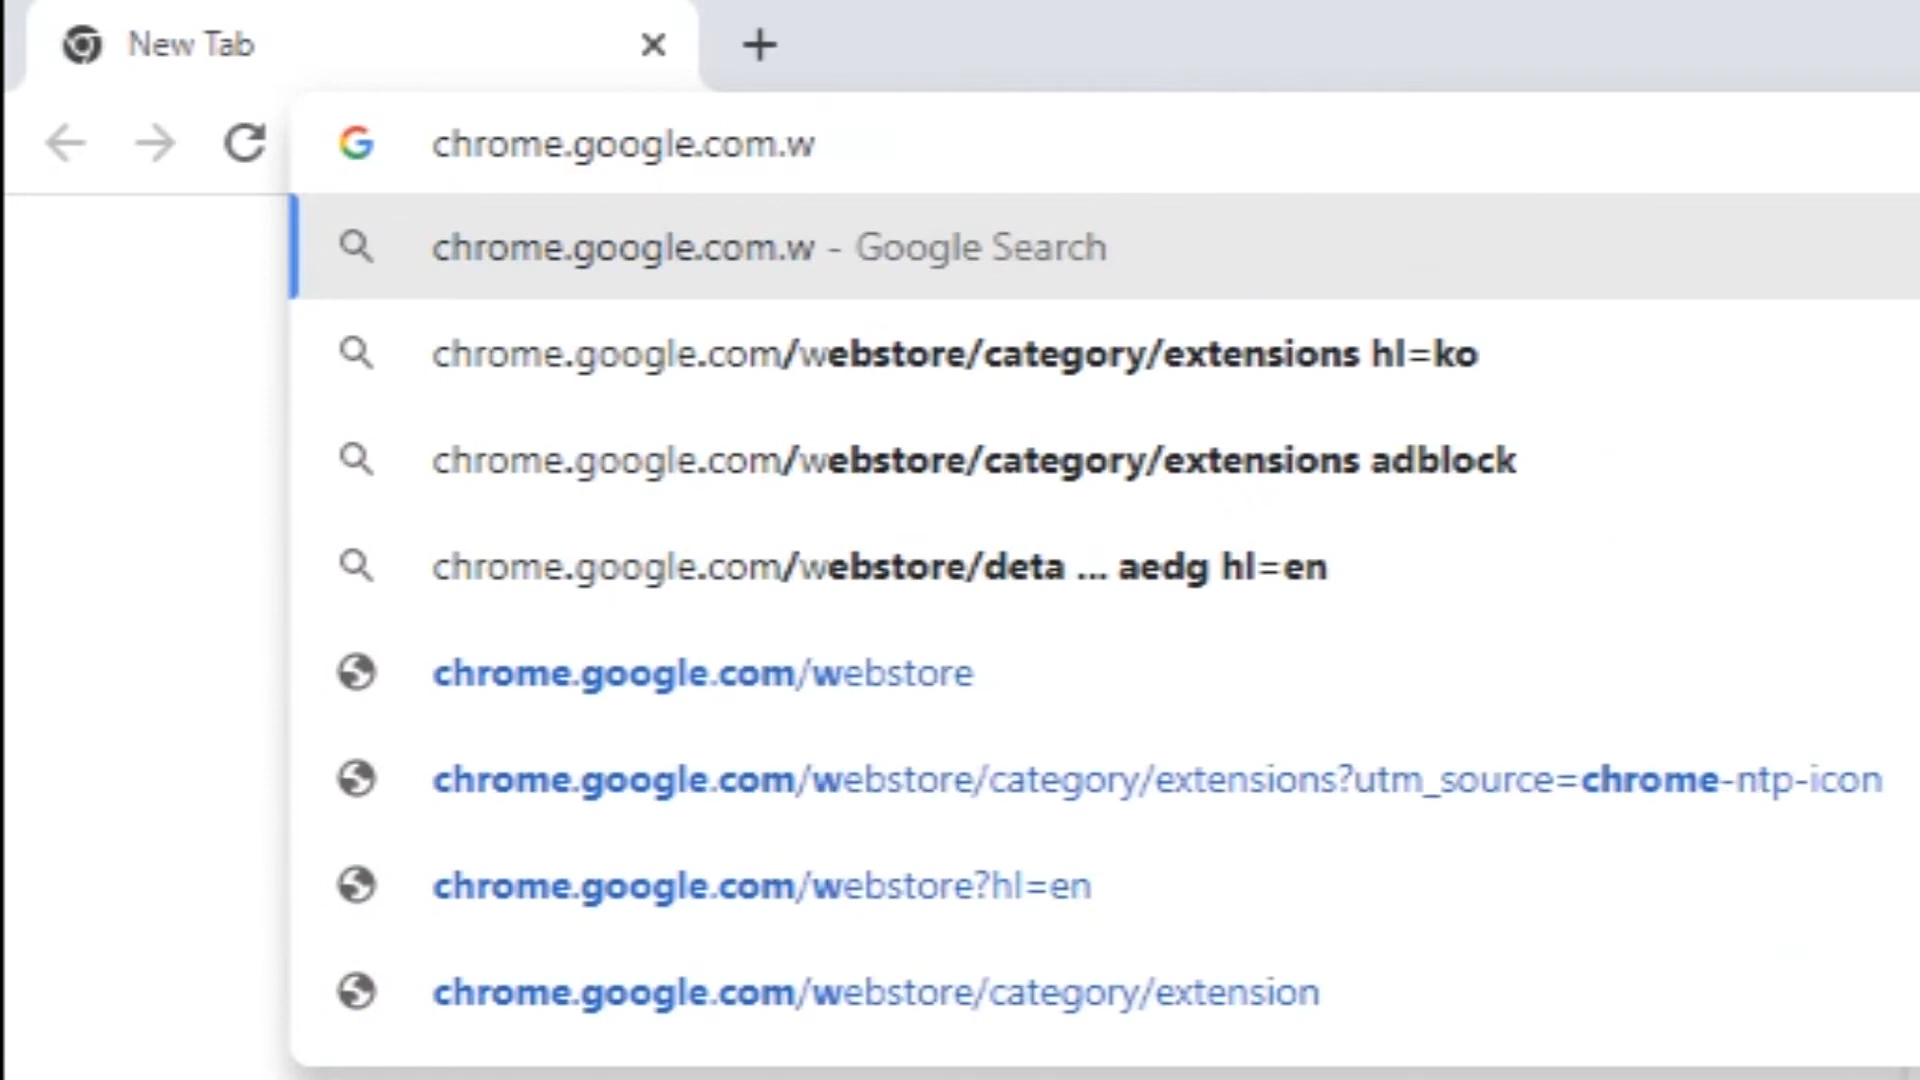 New Tab
chrome.google.com.w
chrome.google.com.w - Google Search
chrome.google.com/webstore/category/extensions hl=ko
chrome.google.com/webstore/category/extensions adblock
chrome.google.com/webstore/deta ... aedg hl=en
chrome.google.com/webstore
chrome.google.com/webstore/category/extensions?utm_source=chrome-ntp-icon
chrome.google.com/webstore?hl=en
chrome.google.com/webstore/category/extension